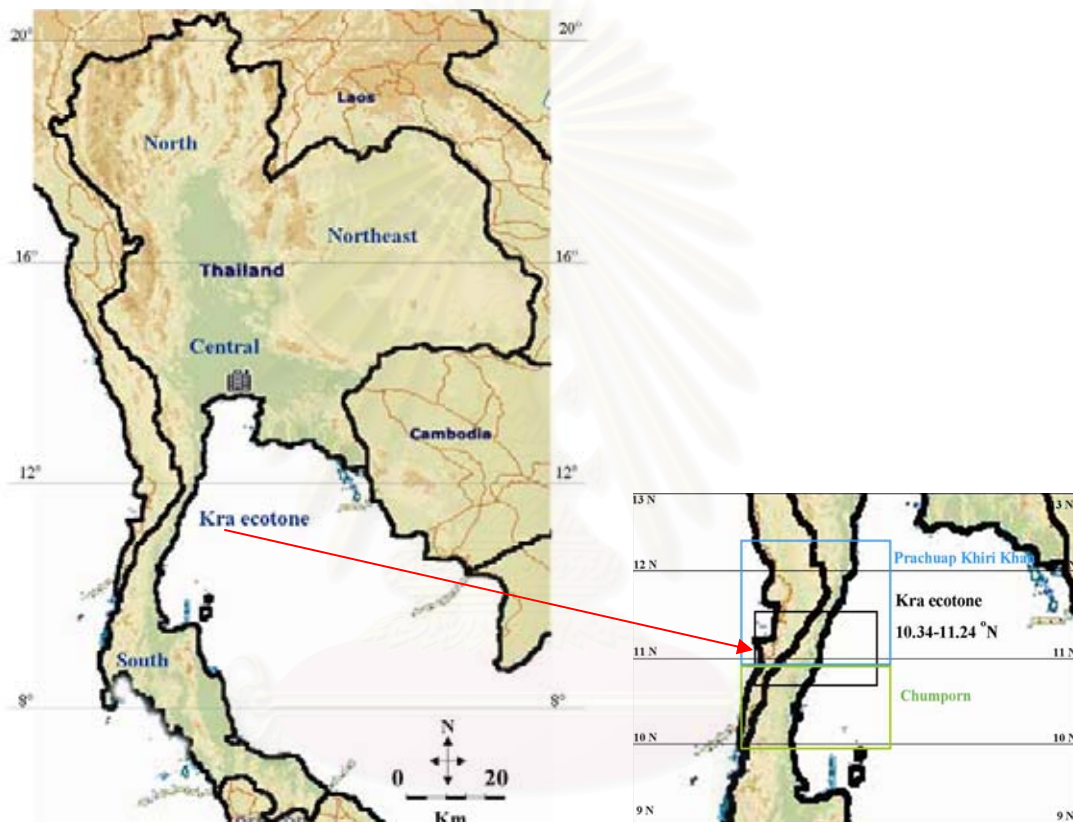 20°
20°
Laos
North
Northeast
16°
16°
Thailand
Central
Cambodia
12°
12°
Kra ecotone
South
8°
8°
N
0 20
Km
13 N
13 N
Prachuap Khiri Khan
12 N
12 N
Kra ecotone
10.34-11.24 °N
11 N
11 N
Chumporn
10 N
10 N
9 N
9 N